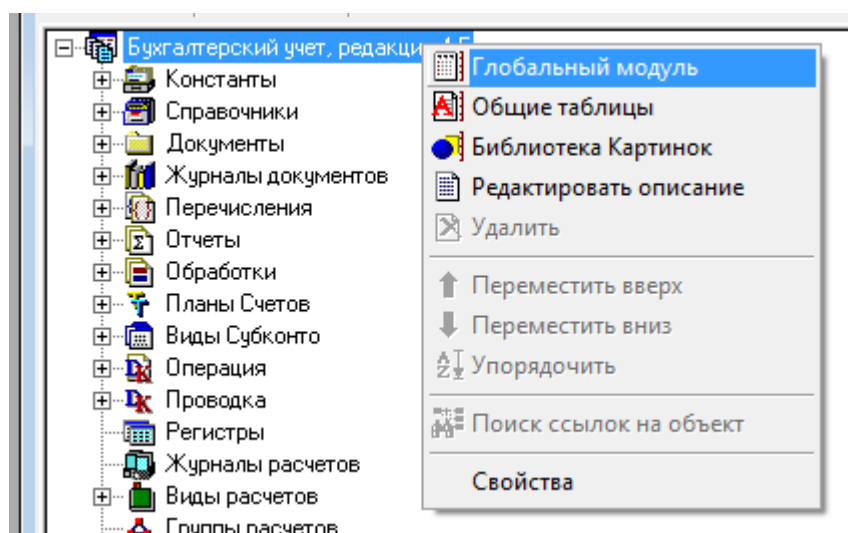 Бухгалтерский учет, редакци
Константы
Справочники
Документы
Журналы документов
Перечисления
Отчеты
Обработки
Планы Счетов
Виды Субконто
Операция
Проводка
Регистры
Журналы расчетов
Виды расчетов
Группы расчетов
Глобальный модуль
Общие таблицы
Библиотека Картинок
Редактировать описание
Удалить
Переместить вверх
Переместить вниз
Упорядочить
Поиск ссылок на объект
Свойства